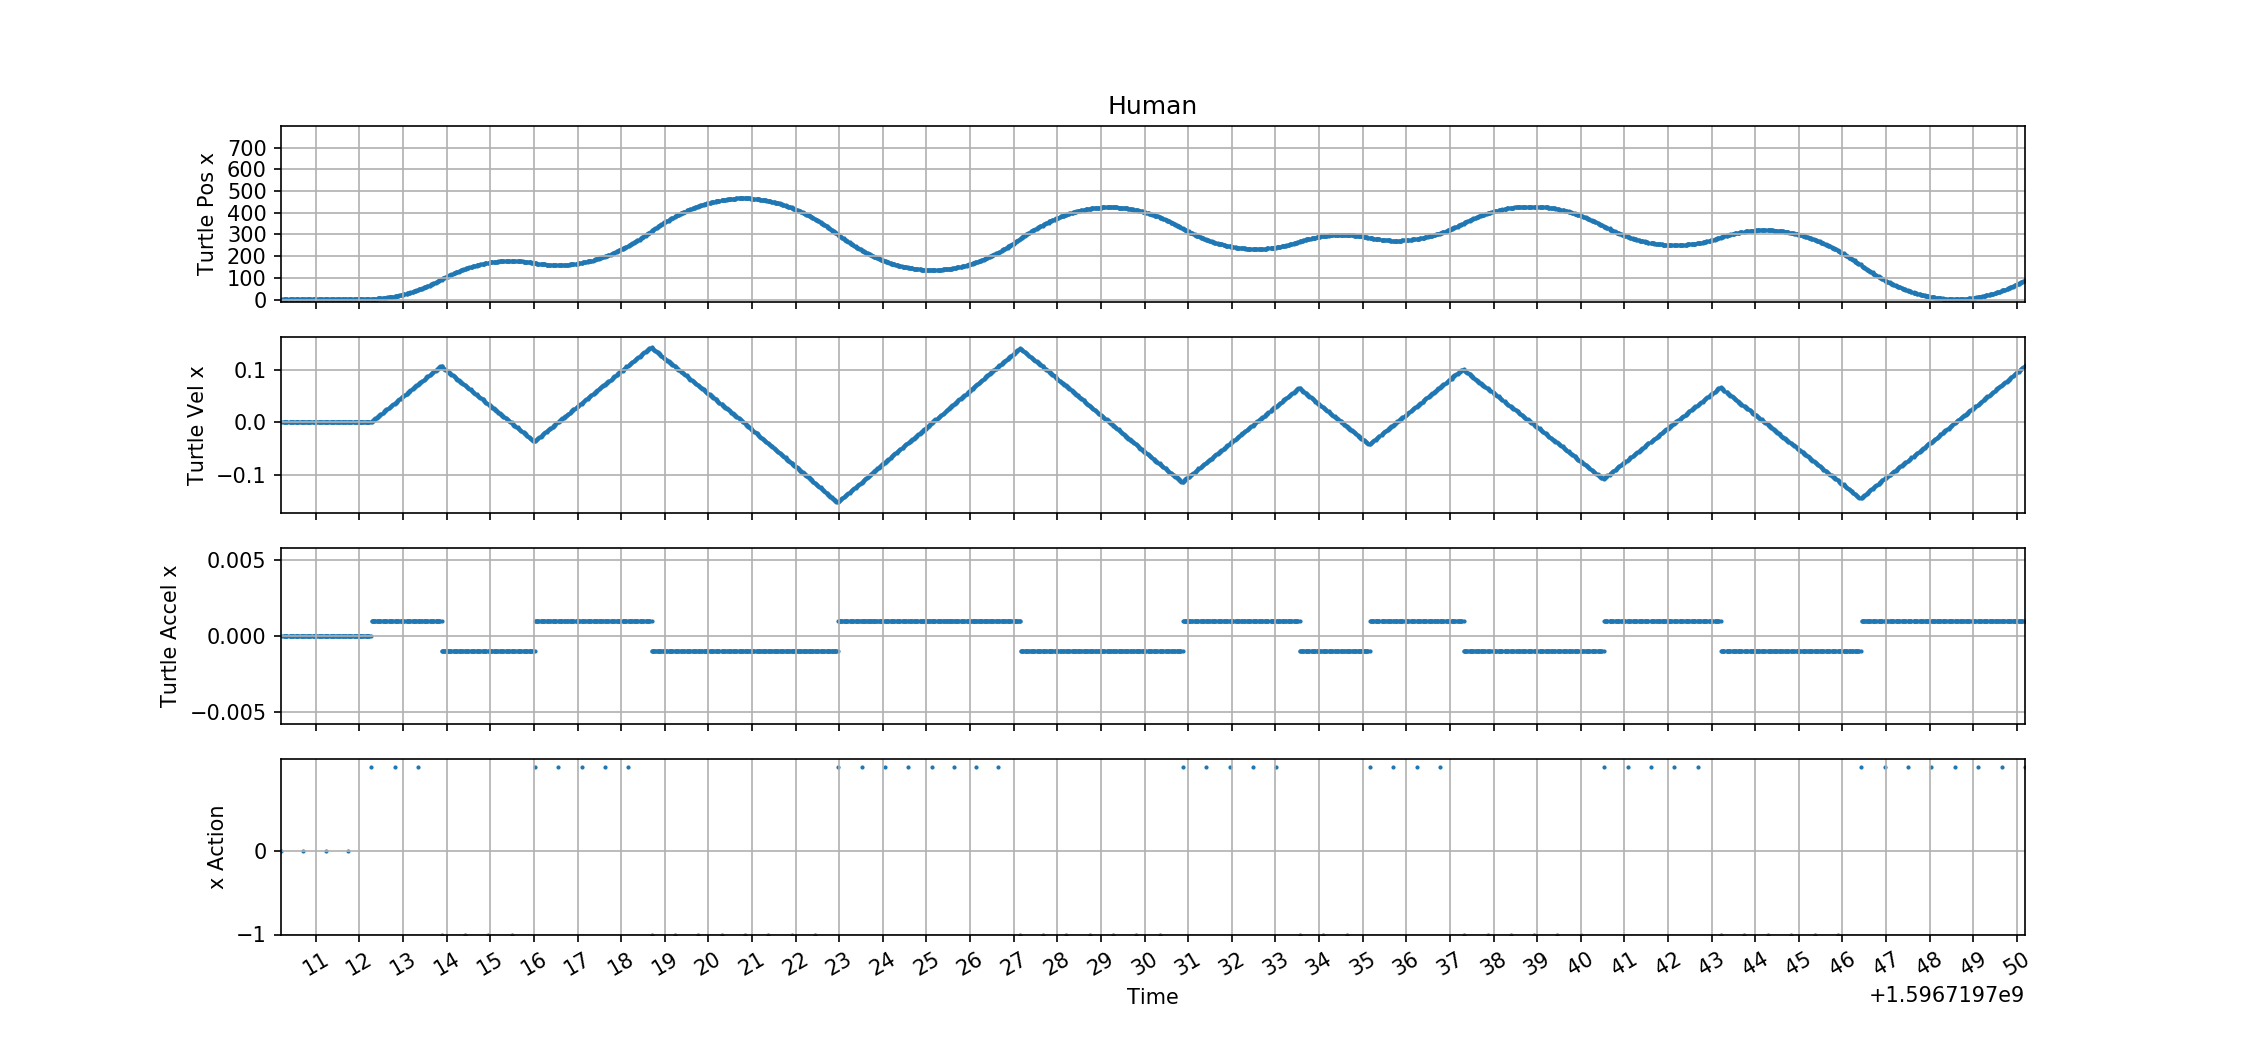 Human
Turtle Pos x
700
600
500
400
300
200
100
0
Turtle Vel x
0.1
0.0
−0.1
Turtle Accel x
0.005
0.000
−0.005
x Action
0
−1
11 12 13 14 15 16 17 18 19 20 21 22 23 24 25 26 27 28 29 30 31 32 33 34 35 36 37 38 39 40 41 42 43 44 45 46 47 48 49 50
Time
+1.5967197e9